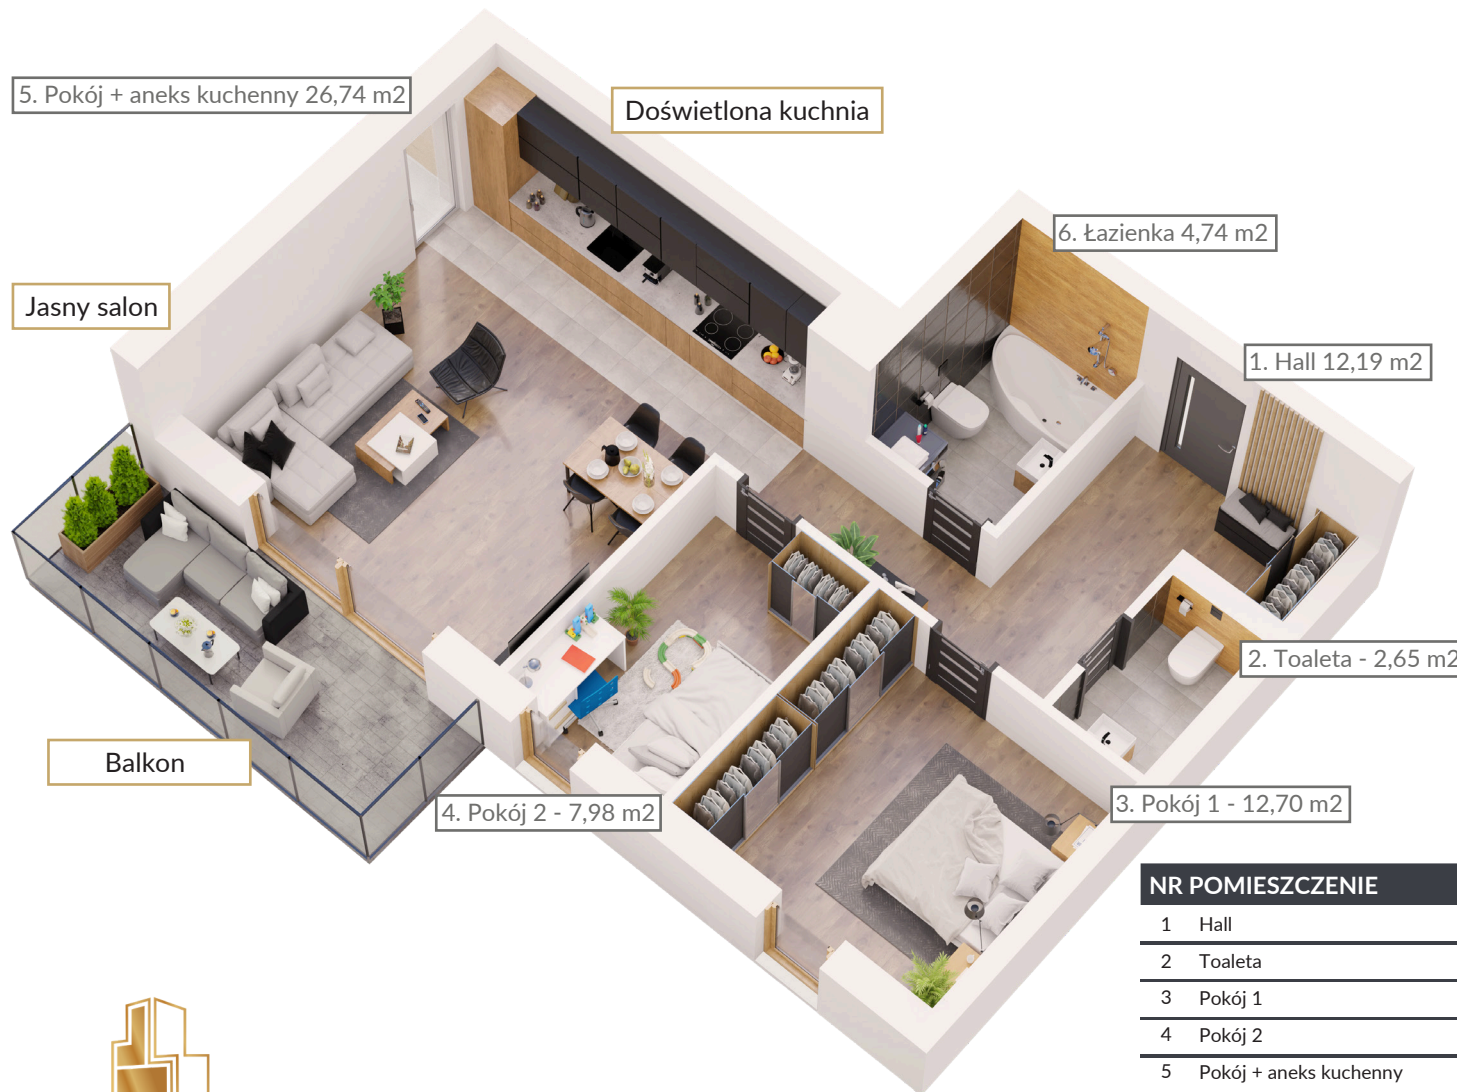 5. Pokój + aneks kuchenny 26,74 m2
Doświetlona kuchnia
6. Łazienka 4,74 m2
Jasny salon
1. Hall 12,19 m2
2. Toaleta - 2,65 m2
Balkon
4. Pokój 2 - 7,98 m2
3. Pokój 1 - 12,70 m2
NR POMIESZCZENIE
1 Hall
2 Toaleta
3 Pokój 1
4 Pokój 2
5 Pokój + aneks kuchenny